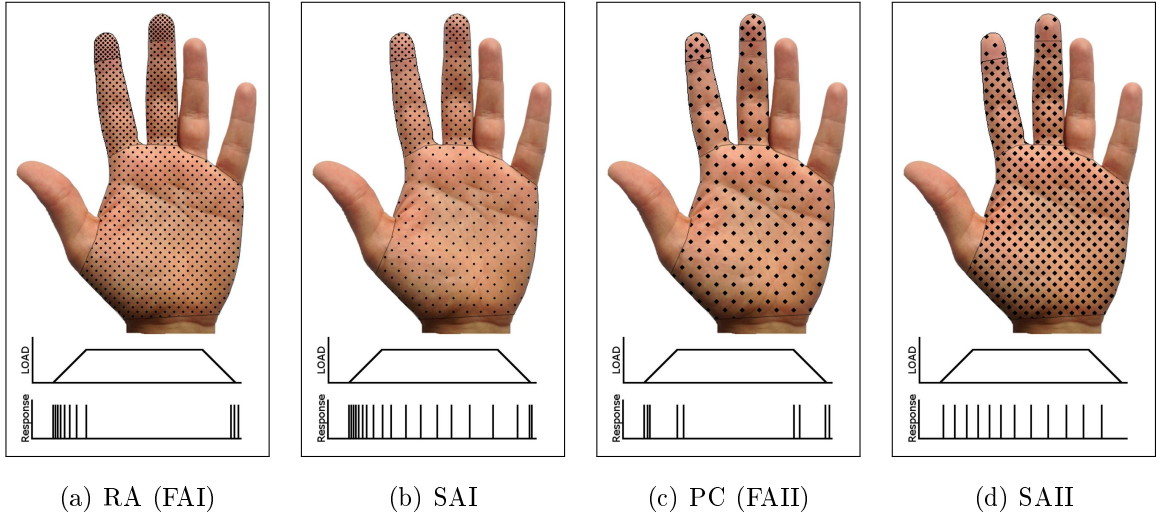 LOAD
Response
LOAD
Response
LOAD
Response
LOAD
Response
(a) RA (FAI)
(b) SAI
(c) PC (FAII)
(d) SAII